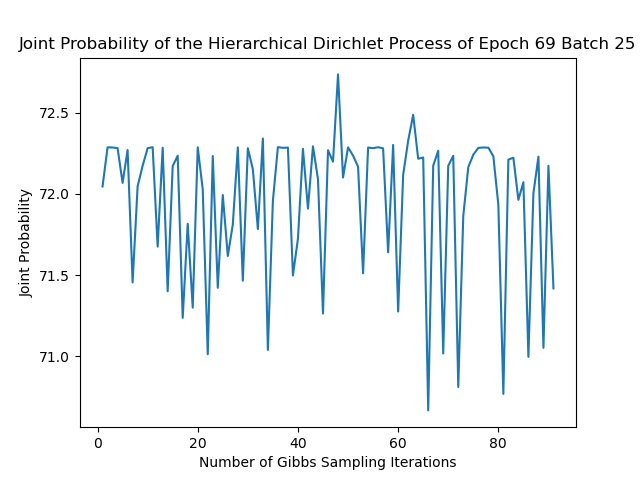 Joint Probability of the Hierarchical Dirichlet Process of Epoch 69 Batch 25
72.5
72.0
71.5
71.0
Joint Probability
0 20 40 60 80
Number of Gibbs Sampling Iterations